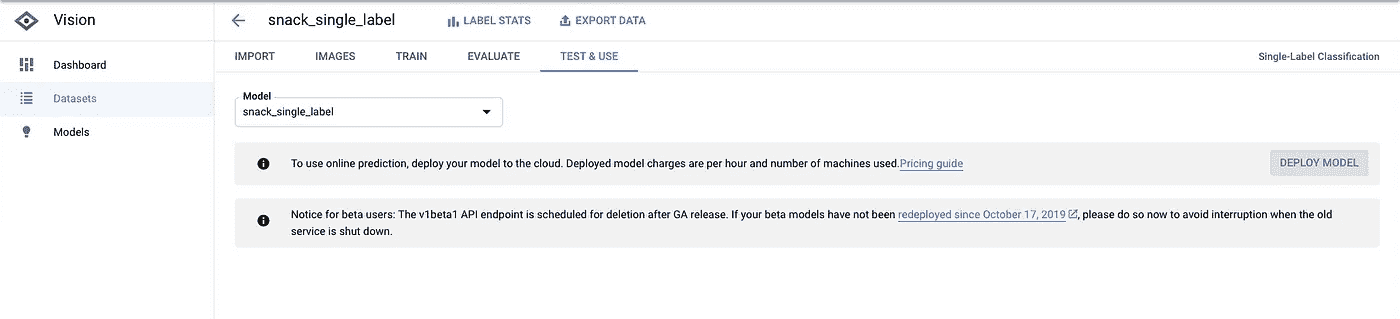 Vision
snack_single_label
LABEL STATS
EXPORT DATA
IMPORT
IMAGES
TRAIN
EVALUATE
TEST & USE
Single-Label Classification
Dashboard
Datasets
Models
Model
snack_single_label
To use online prediction, deploy your model to the cloud. Deployed model charges are per hour and number of machines used.Pricing guide
DEPLOY MODEL
Notice for beta users: The v1beta1 API endpoint is scheduled for deletion after GA release. If your beta models have not been redeployed since October 17, 2019, please do so now to avoid interruption when the old
service is shut down.